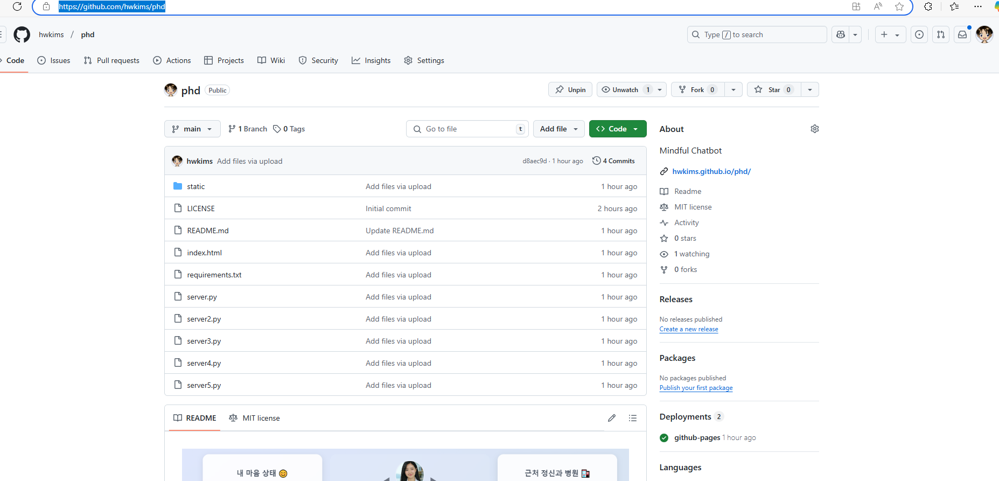 https://github.com/hwkims/phd
hwkims / phd
Type / to search
Code Issues Pull requests Actions Projects Wiki Security Insights Settings
phd Public
Unpin Unwatch 1 Fork 0 Star 0
main 1 Branch 0 Tags
Go to file t Add file <> Code
hwkims Add files via upload d8aec9d · 1 hour ago 4 Commits
static Add files via upload 1 hour ago
LICENSE Initial commit 2 hours ago
README.md Update README.md 1 hour ago
index.html Add files via upload 1 hour ago
requirements.txt Add files via upload 1 hour ago
server.py Add files via upload 1 hour ago
server2.py Add files via upload 1 hour ago
server3.py Add files via upload 1 hour ago
server4.py Add files via upload 1 hour ago
server5.py Add files via upload 1 hour ago
README MIT license
내 마음 상태 😊
근처 정신과 병원 🏪
About
Mindful Chatbot
hwkims.github.io/phd/
Readme
MIT license
Activity
0 stars
1 watching
0 forks
Releases
No releases published
Create a new release
Packages
No packages published
Publish your first package
Deployments 2
github-pages 1 hour ago
Languages